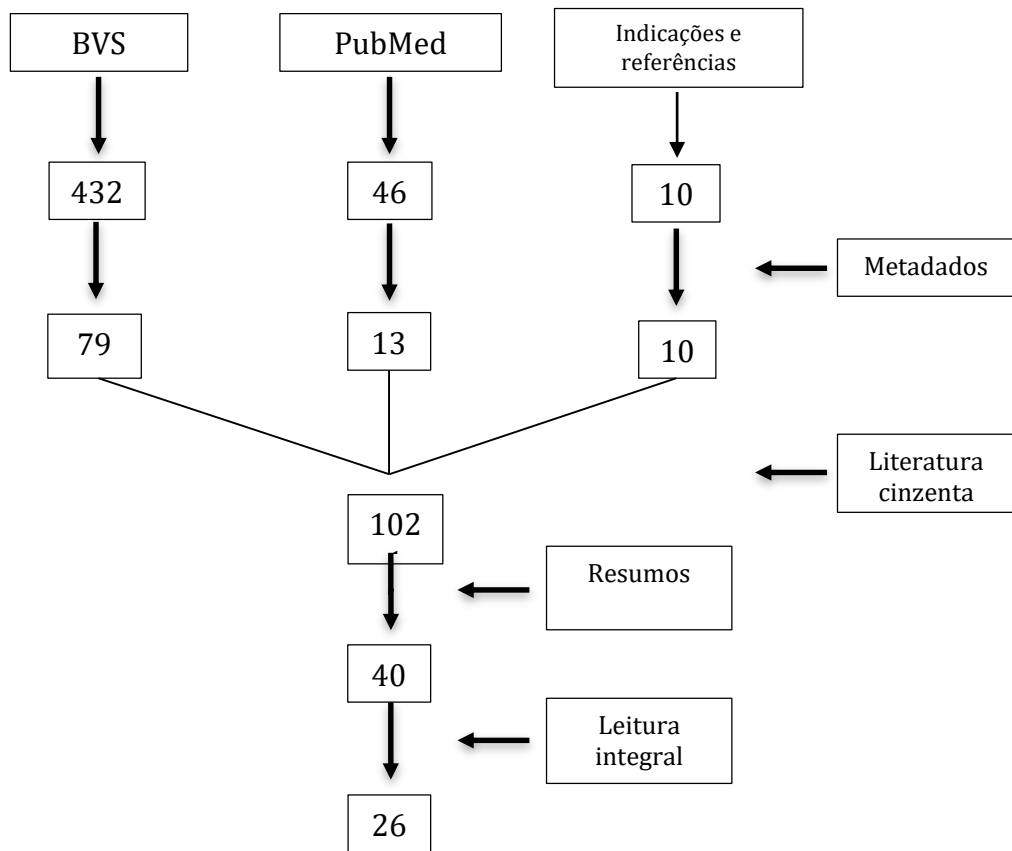 BVS
PubMed
Indicações e
referências
432
46
10
Metadados
79
13
10
Literatura
cinzenta
102
Resumos
40
Leitura
integral
26